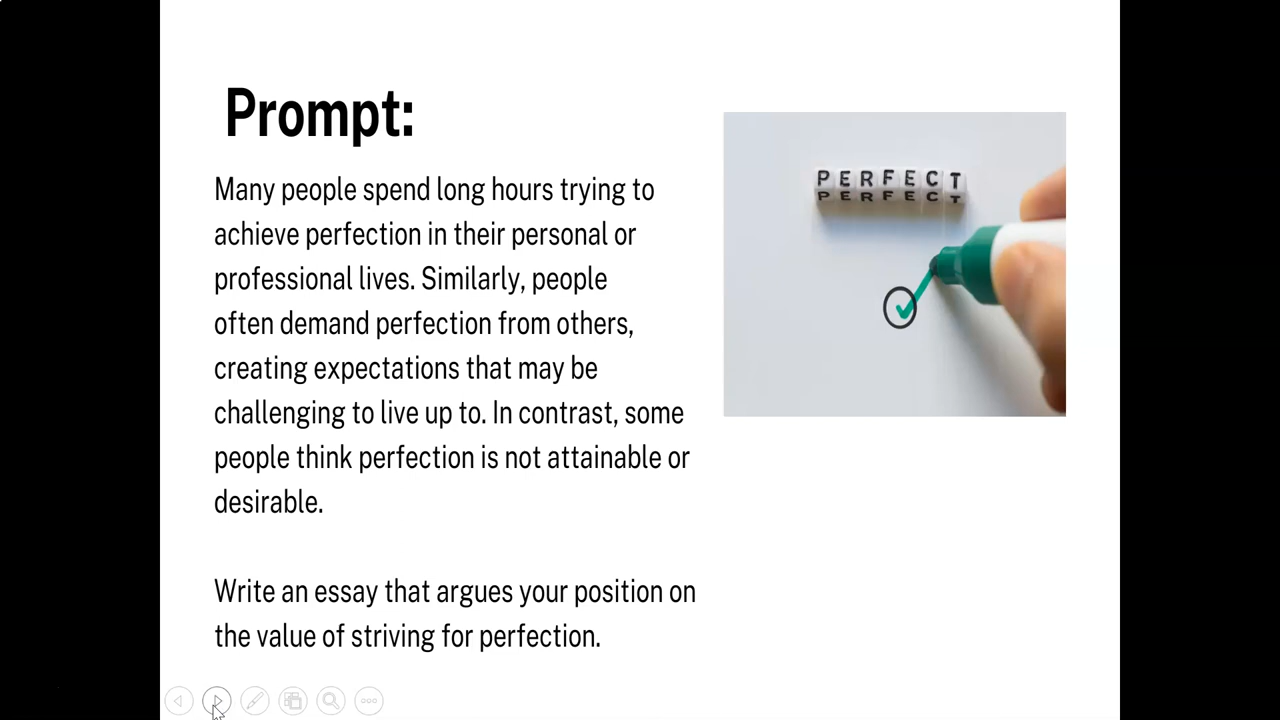 Prompt:
Many people spend long hours trying to
achieve perfection in their personal or
professional lives. Similarly, people
often demand perfection from others,
creating expectations that may be
challenging to live up to. In contrast, some
people think perfection is not attainable or
desirable.
Write an essay that argues your position on
the value of striving for perfection.
PERFECT
PERFECT